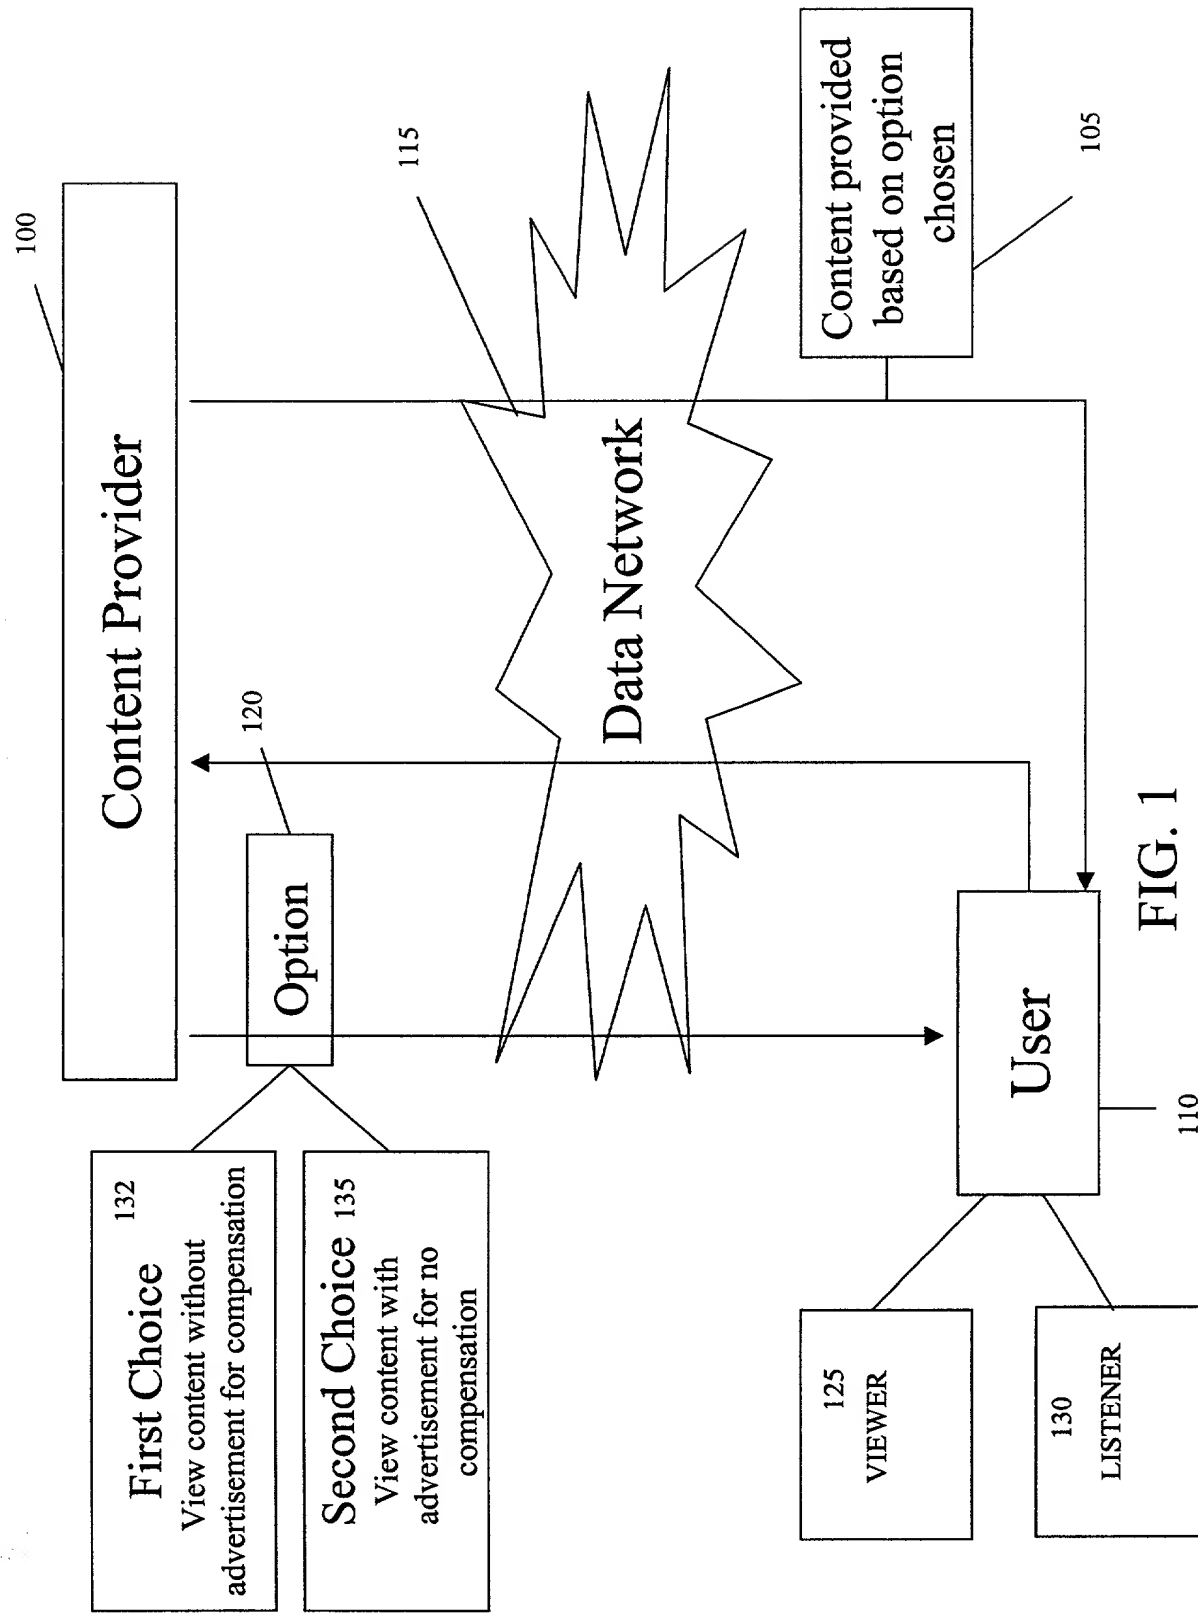 100
Content Provider
120
Option
First Choice
132
View content without
advertisement for compensation
Second Choice
135
View content with
advertisement for no
compensation
115
Data Network
Content provided
based on option
chosen
105
User
110
125
VIEWER
130
LISTENER
FIG. 1